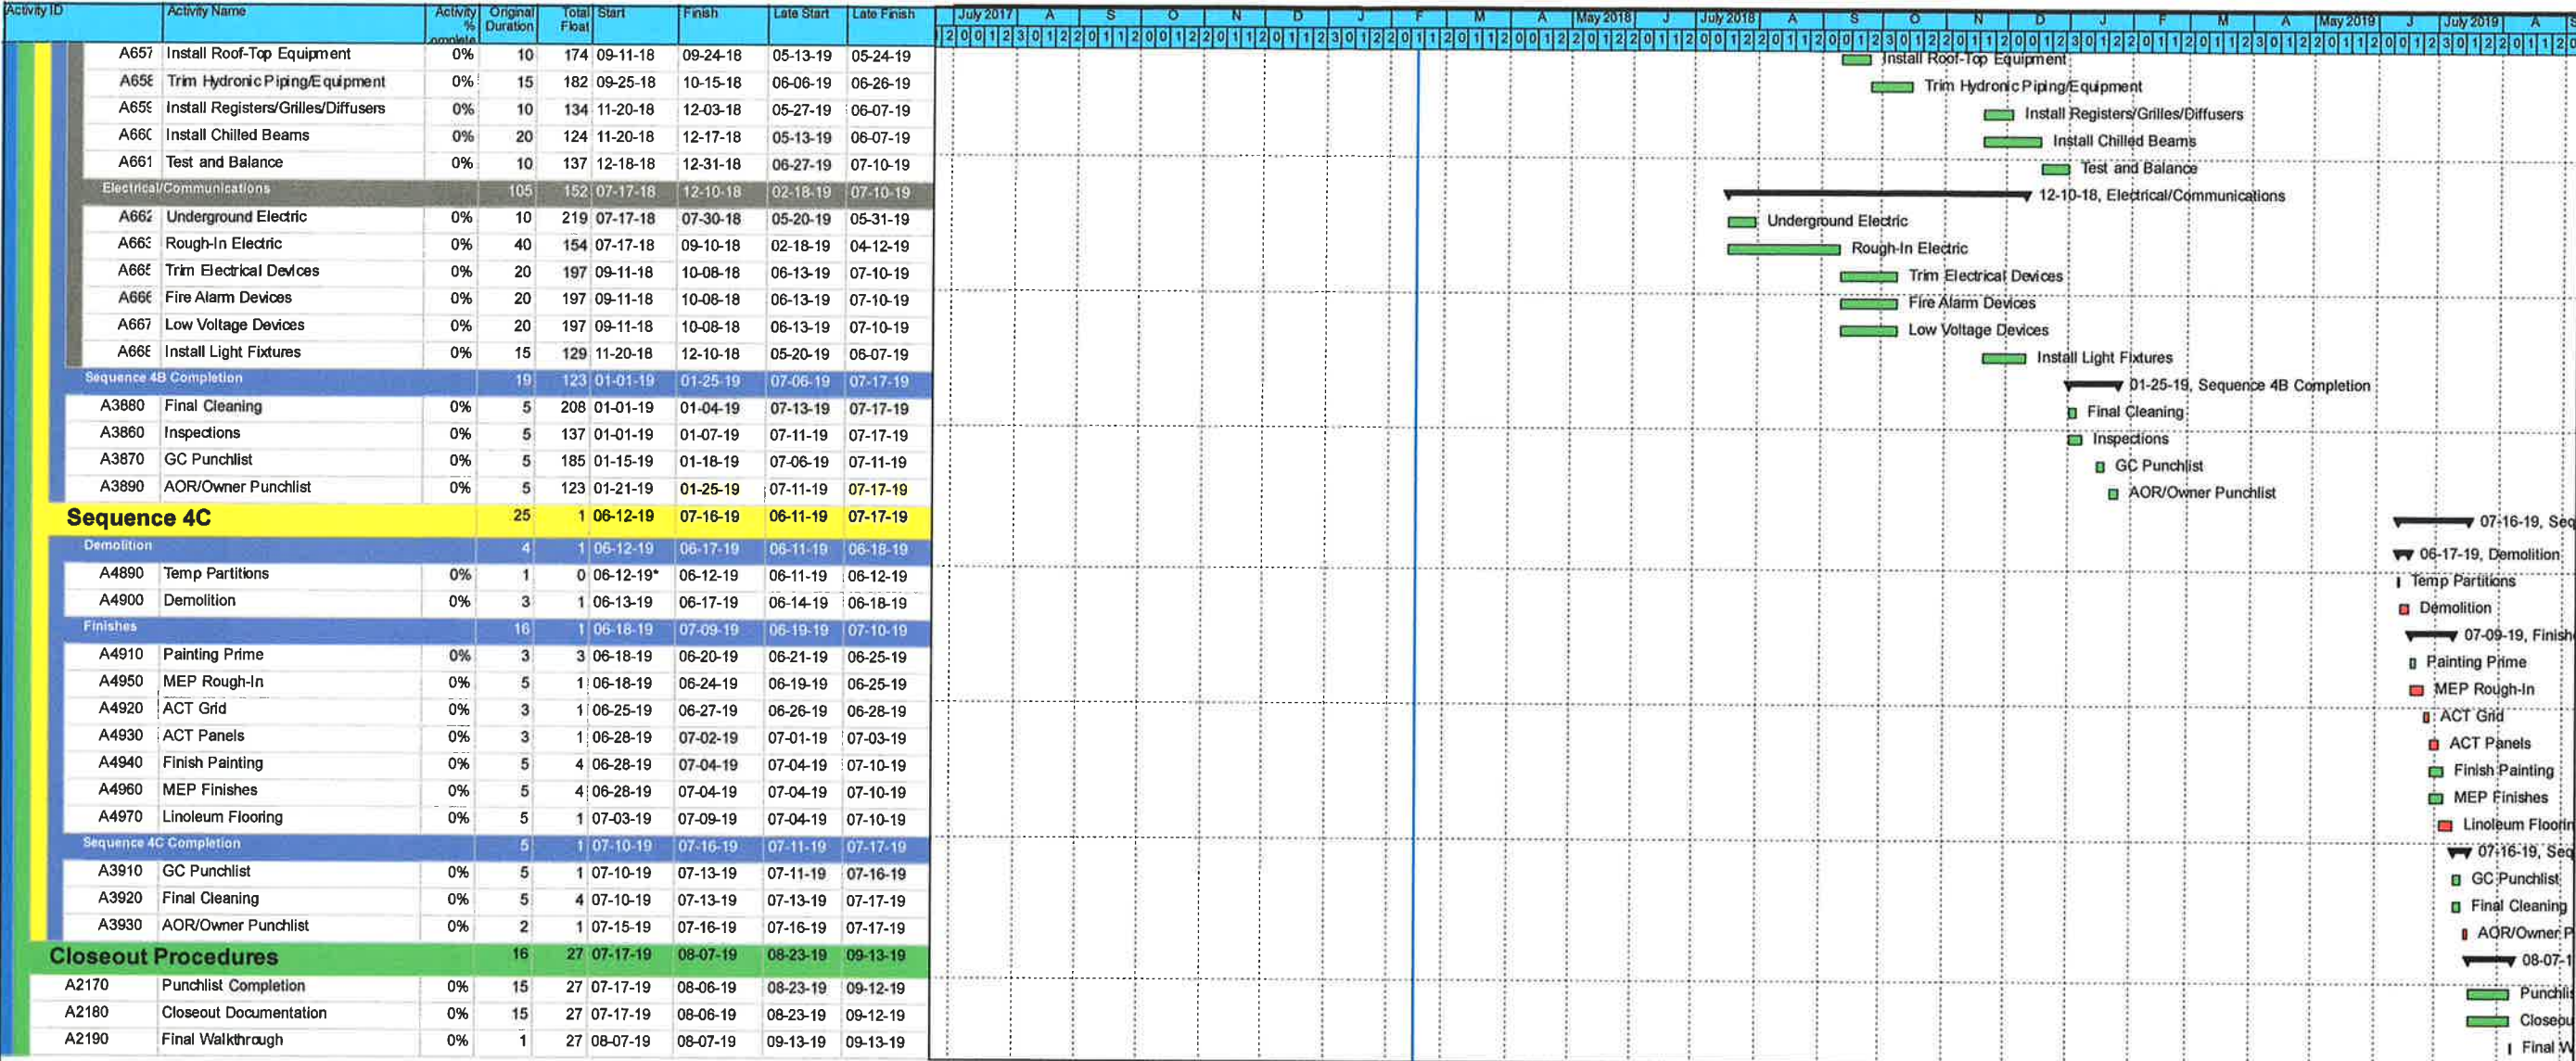 Activity ID Activity Name Activity % Complete Original Duration Total Float Start Finish Late Start Late Finish July 2017 A S O N D J F M A May 2018 J July 2018 A S O N D J F M A May 2019 J July 2019 A S
A657 Install Roof-Top Equipment 0% 10 174 09-11-18 09-24-18 05-13-19 05-24-19 Install Roof-Top Equipment
A658 Trim Hydronic Piping/Equipment 0% 15 182 09-25-18 10-15-18 06-06-19 06-26-19 Trim Hydronic Piping/Equipment
A659 Install Registers/Grilles/Diffusers 0% 10 134 11-20-18 12-03-18 05-27-19 06-07-19 Install Registers/Grilles/Diffusers
A660 Install Chilled Beams 0% 20 124 11-20-18 12-17-18 05-13-19 06-07-19 Install Chilled Beams
A661 Test and Balance 0% 10 137 12-18-18 12-31-18 06-27-19 07-10-19 Test and Balance
Electrical/Communications 105 152 07-17-18 12-10-18 02-18-19 07-10-19 12-10-18, Electrical/Communications
A662 Underground Electric 0% 10 219 07-17-18 07-30-18 05-20-19 05-31-19 Underground Electric
A663 Rough-In Electric 0% 40 154 07-17-18 09-10-18 02-18-19 04-12-19 Rough-In Electric
A665 Trim Electrical Devices 0% 20 197 09-11-18 10-08-18 06-13-19 07-10-19 Trim Electrical Devices
A666 Fire Alarm Devices 0% 20 197 09-11-18 10-08-18 06-13-19 07-10-19 Fire Alarm Devices
A667 Low Voltage Devices 0% 20 197 09-11-18 10-08-18 06-13-19 07-10-19 Low Voltage Devices
A668 Install Light Fixtures 0% 15 129 11-20-18 12-10-18 05-20-19 06-07-19 Install Light Fixtures
Sequence 4B Completion 19 123 01-01-19 01-25-19 07-06-19 07-17-19 01-25-19, Sequence 4B Completion
A3880 Final Cleaning 0% 5 208 01-01-19 01-04-19 07-13-19 07-17-19 Final Cleaning
A3860 Inspections 0% 5 137 01-01-19 01-07-19 07-11-19 07-17-19 Inspections
A3870 GC Punchlist 0% 5 185 01-15-19 01-18-19 07-06-19 07-11-19 GC Punchlist
A3890 AOR/Owner Punchlist 0% 5 123 01-21-19 01-25-19 07-11-19 07-17-19 AOR/Owner Punchlist
Sequence 4C 25 1 06-12-19 07-16-19 06-11-19 07-17-19 07-16-19, Seq
Demolition 4 1 06-12-19 06-17-19 06-11-19 06-18-19 06-17-19, Demolition
A4890 Temp Partitions 0% 1 0 06-12-19* 06-12-19 06-11-19 06-12-19 Temp Partitions
A4900 Demolition 0% 3 1 06-13-19 06-17-19 06-14-19 06-18-19 Demolition
Finishes 16 1 06-18-19 07-09-19 06-19-19 07-10-19 07-09-19, Finish
A4910 Painting Prime 0% 3 3 06-18-19 06-20-19 06-21-19 06-25-19 Painting Prime
A4950 MEP Rough-In 0% 5 1 06-18-19 06-24-19 06-19-19 06-25-19 MEP Rough-In
A4920 ACT Grid 0% 3 1 06-25-19 06-27-19 06-26-19 06-28-19 ACT Grid
A4930 ACT Panels 0% 3 1 06-28-19 07-02-19 07-01-19 07-03-19 ACT Panels
A4940 Finish Painting 0% 5 4 06-28-19 07-04-19 07-04-19 07-10-19 Finish Painting
A4960 MEP Finishes 0% 5 4 06-28-19 07-04-19 07-04-19 07-10-19 MEP Finishes
A4970 Linoleum Flooring 0% 5 1 07-03-19 07-09-19 07-04-19 07-10-19 Linoleum Floorin
Sequence 4C Completion 5 1 07-10-19 07-16-19 07-11-19 07-17-19 07-16-19, Seq
A3910 GC Punchlist 0% 5 1 07-10-19 07-13-19 07-11-19 07-16-19 GC Punchlist
A3920 Final Cleaning 0% 5 4 07-10-19 07-13-19 07-13-19 07-17-19 Final Cleaning
A3930 AOR/Owner Punchlist 0% 2 1 07-15-19 07-16-19 07-16-19 07-17-19 AOR/Owner P
Closeout Procedures 16 27 07-17-19 08-07-19 08-23-19 09-13-19 08-07-1
A2170 Punchlist Completion 0% 15 27 07-17-19 08-06-19 08-23-19 09-12-19 Punchlis
A2180 Closeout Documentation 0% 15 27 07-17-19 08-06-19 08-23-19 09-12-19 Closeou
A2190 Final Walkthrough 0% 1 27 08-07-19 08-07-19 09-13-19 09-13-19 Final W